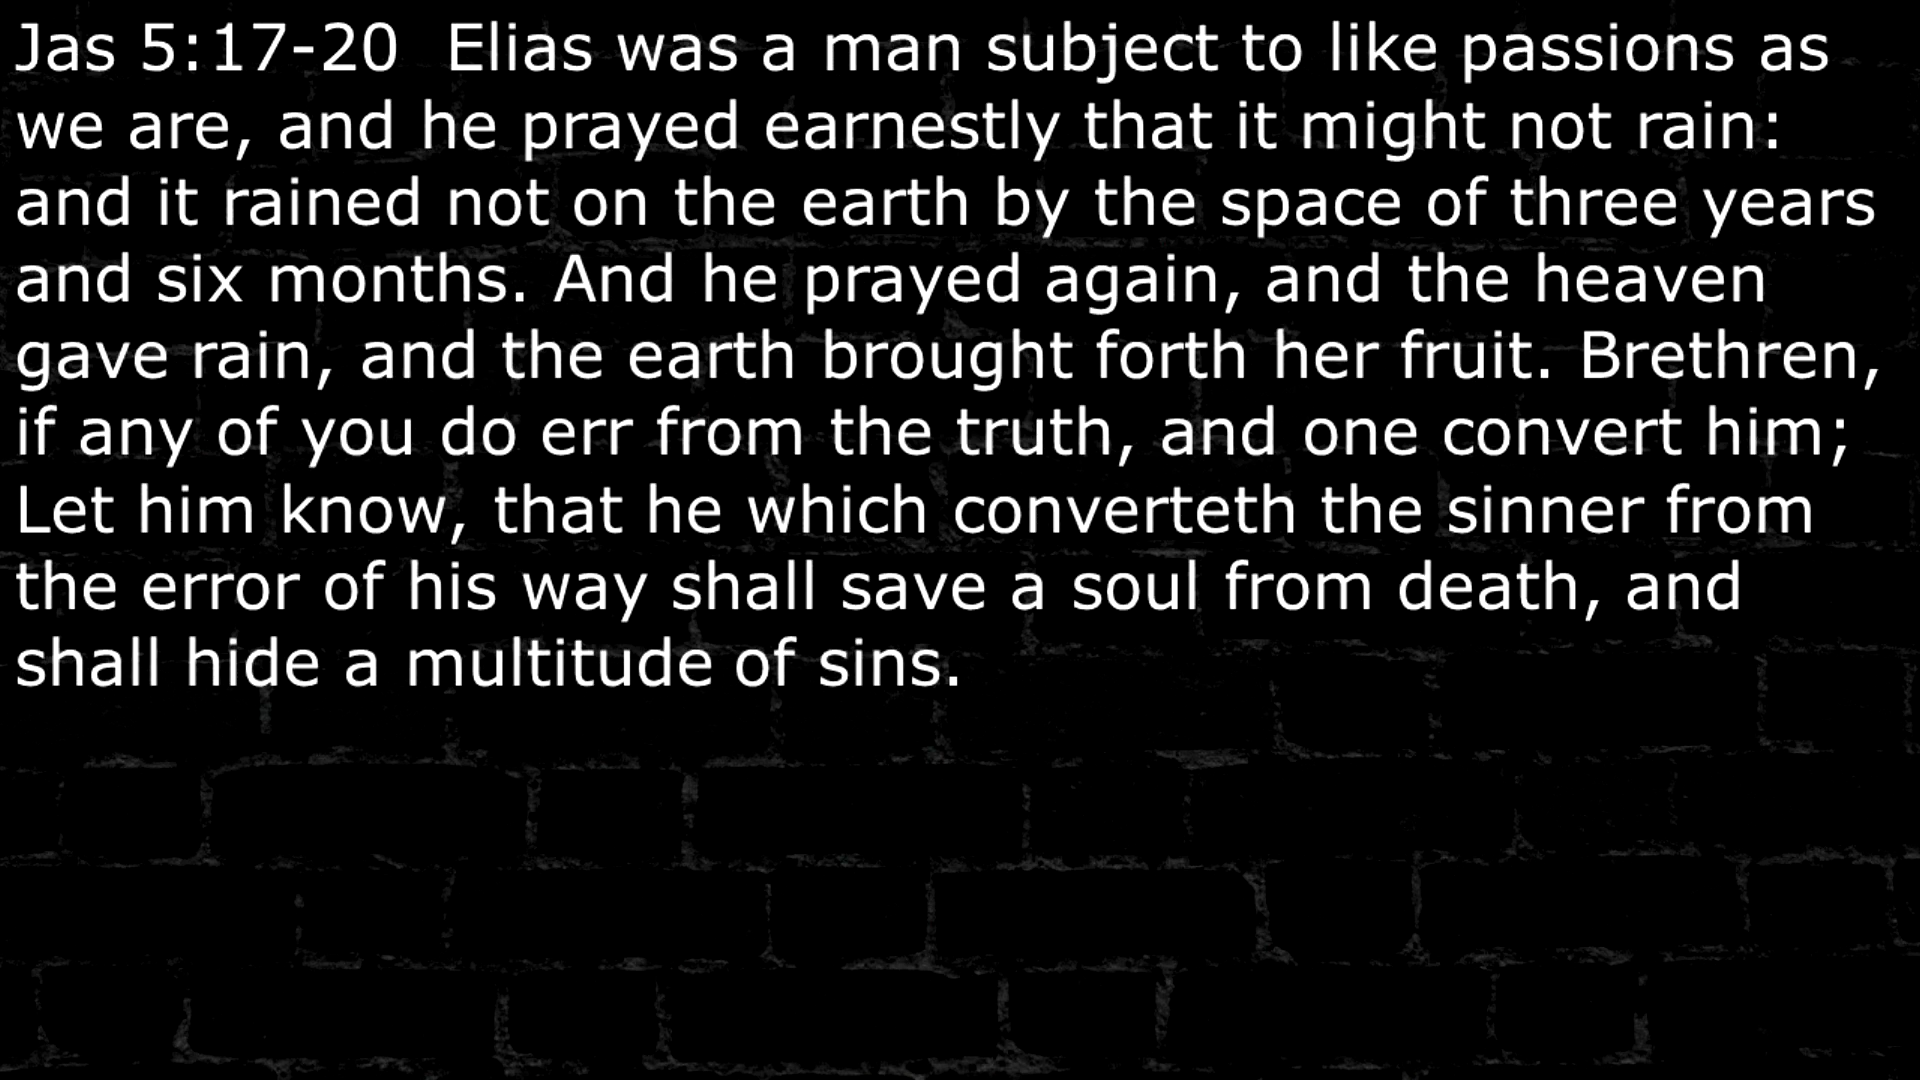 Jas 5:17-20  Elias was a man subject to like passions as
we are, and he prayed earnestly that it might not rain:
and it rained not on the earth by the space of three years
and six months. And he prayed again, and the heaven
gave rain, and the earth brought forth her fruit. Brethren,
if any of you do err from the truth, and one convert him;
Let him know, that he which converteth the sinner from
the error of his way shall save a soul from death, and
shall hide a multitude of sins.